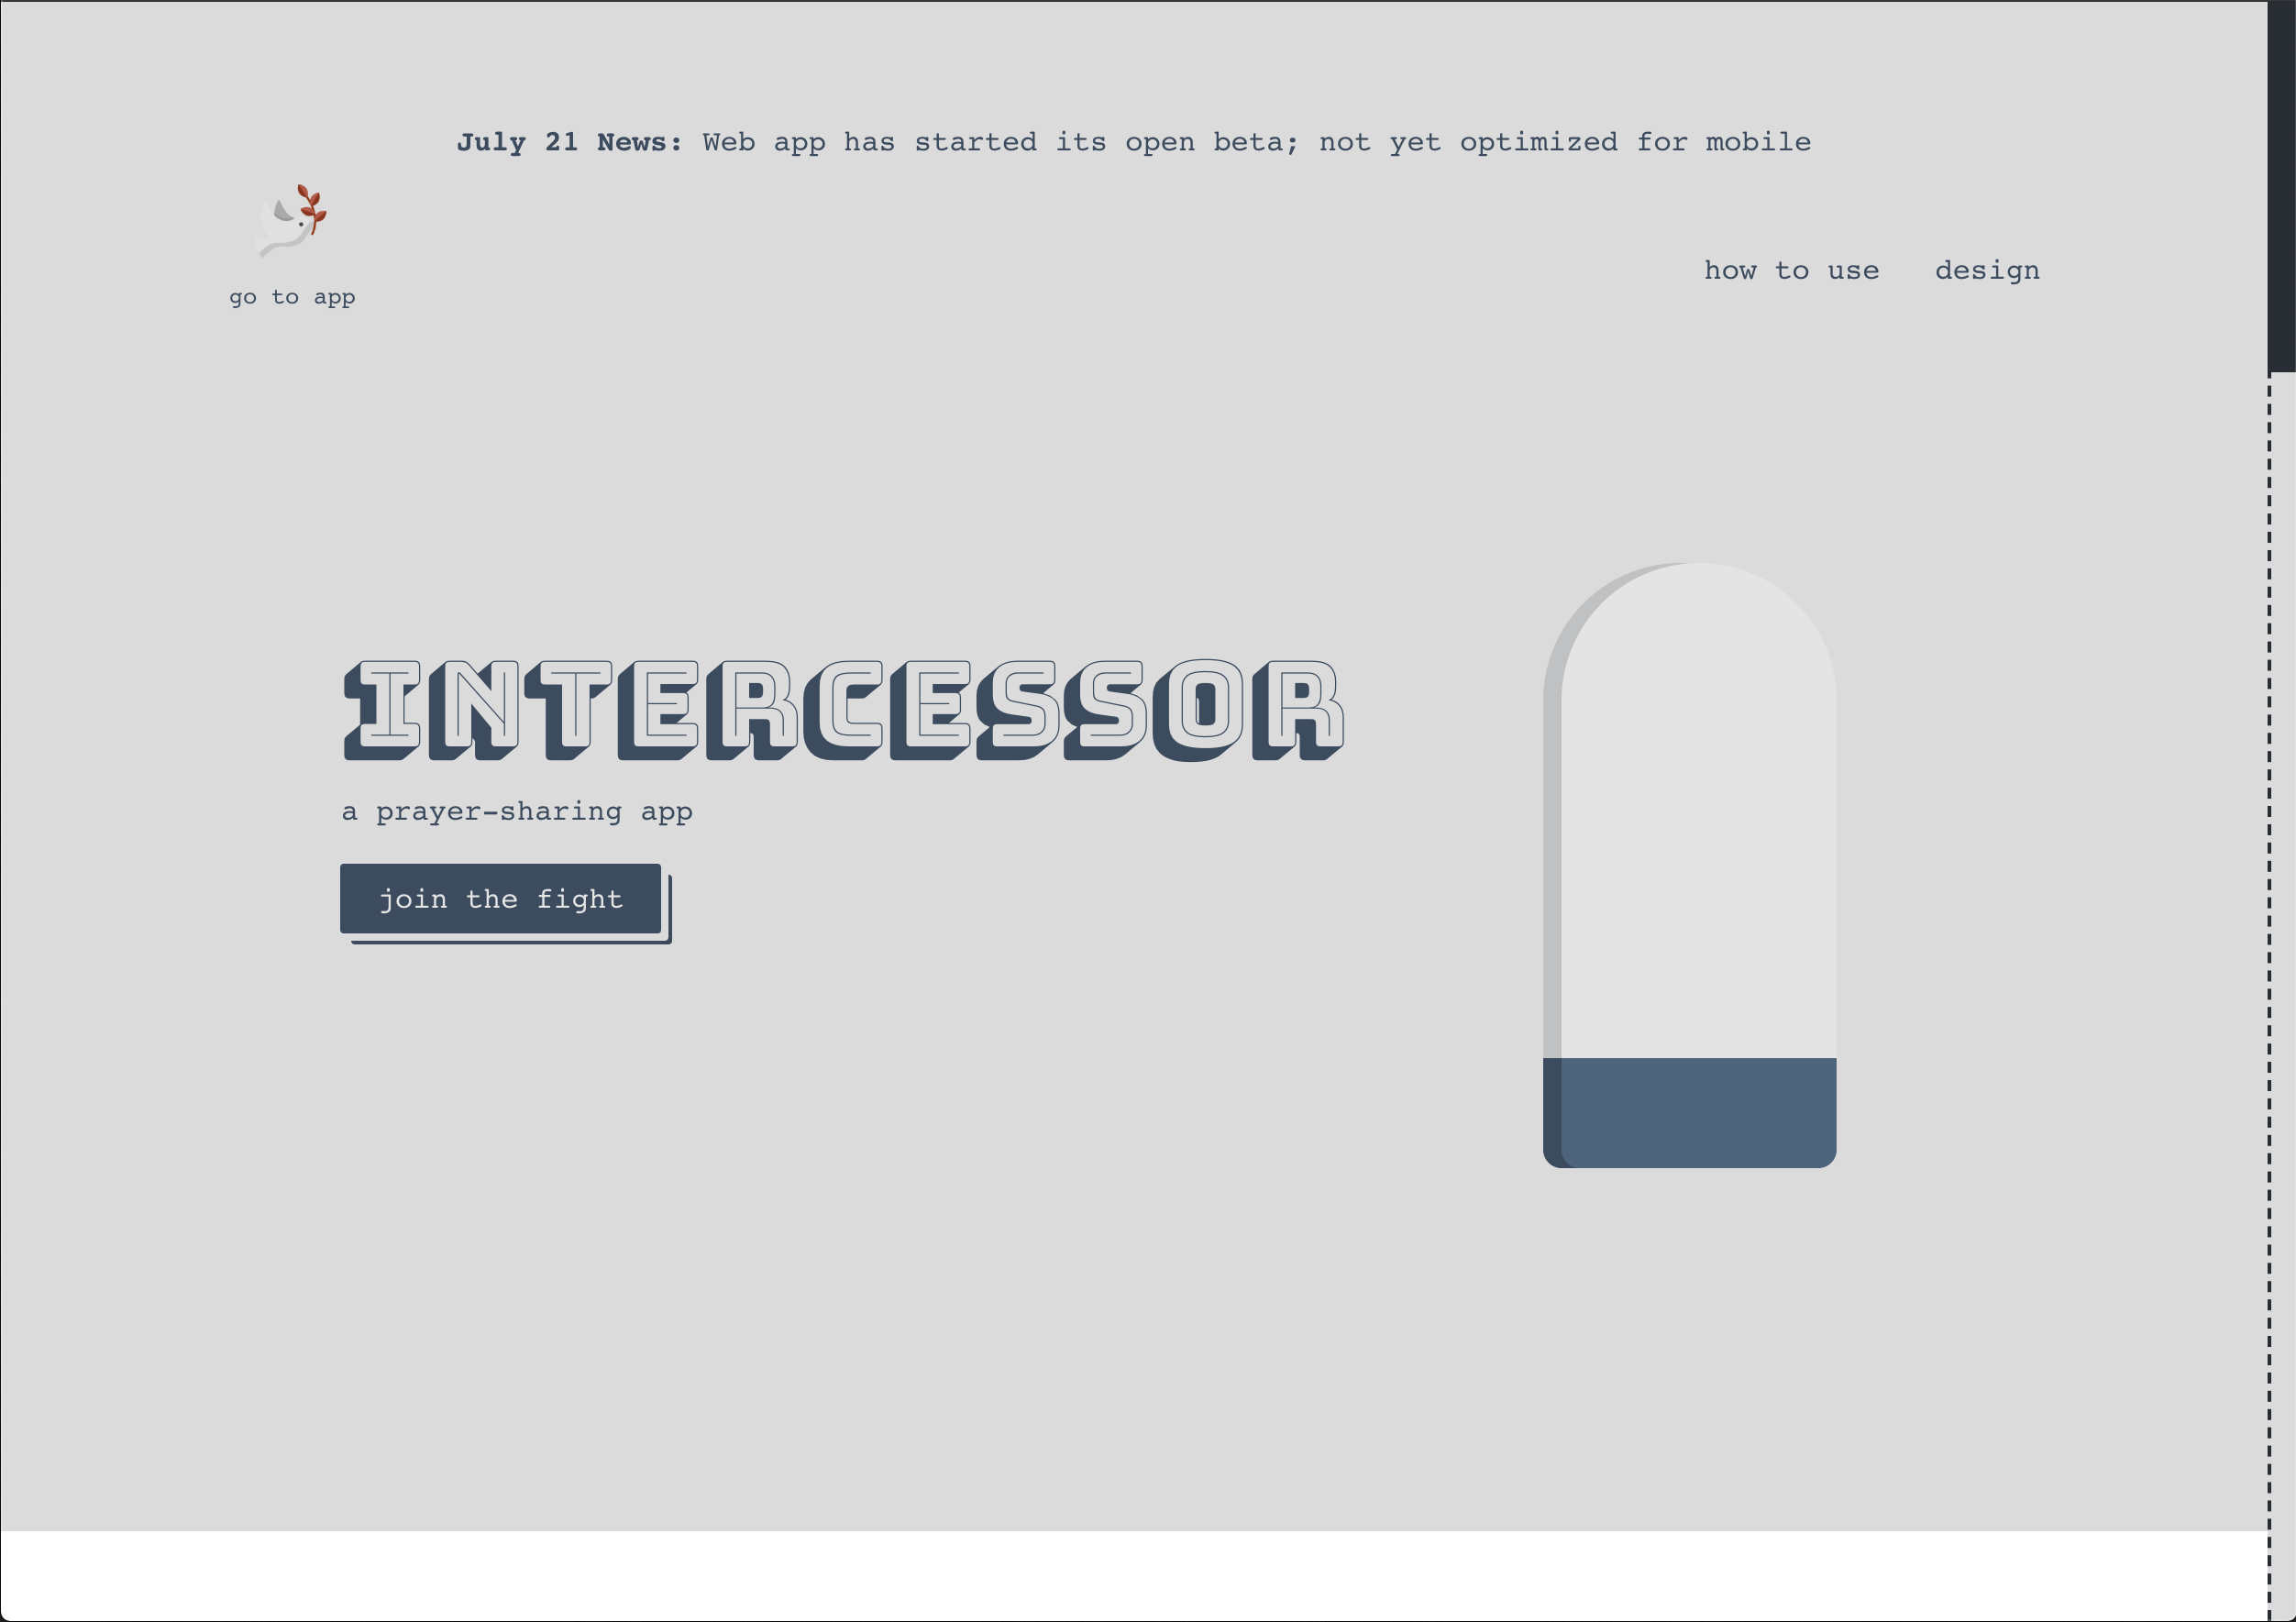 July 21 News: Web app has started its open beta; not yet optimized for mobile
go to app
how to use design
INTERCESSOR
a prayer-sharing app
join the fight